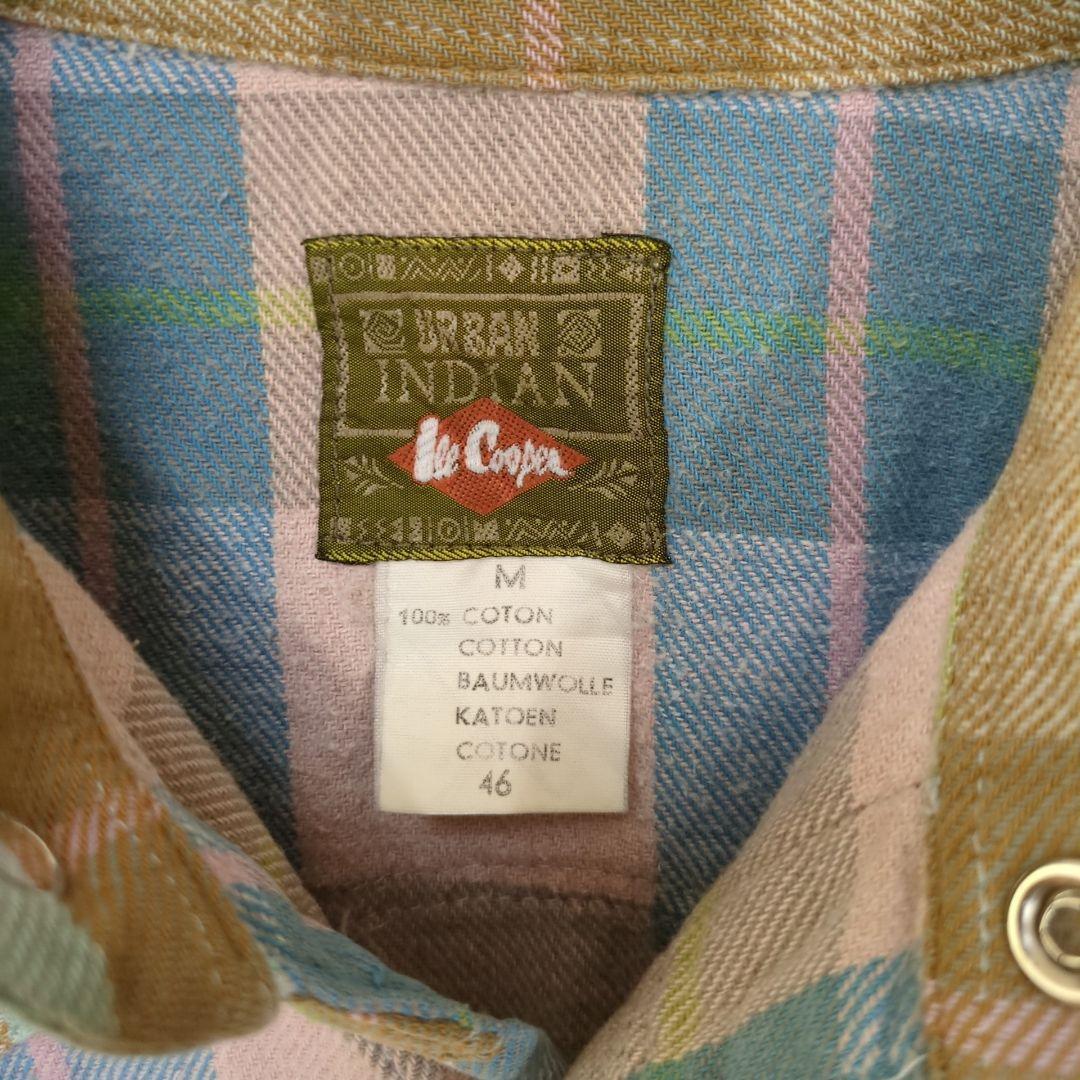 URBAN
INDIAN
Lee Cooper
M
100% COTON
COTTON
BAUMWOLLE
KATOEN
COTONE
46